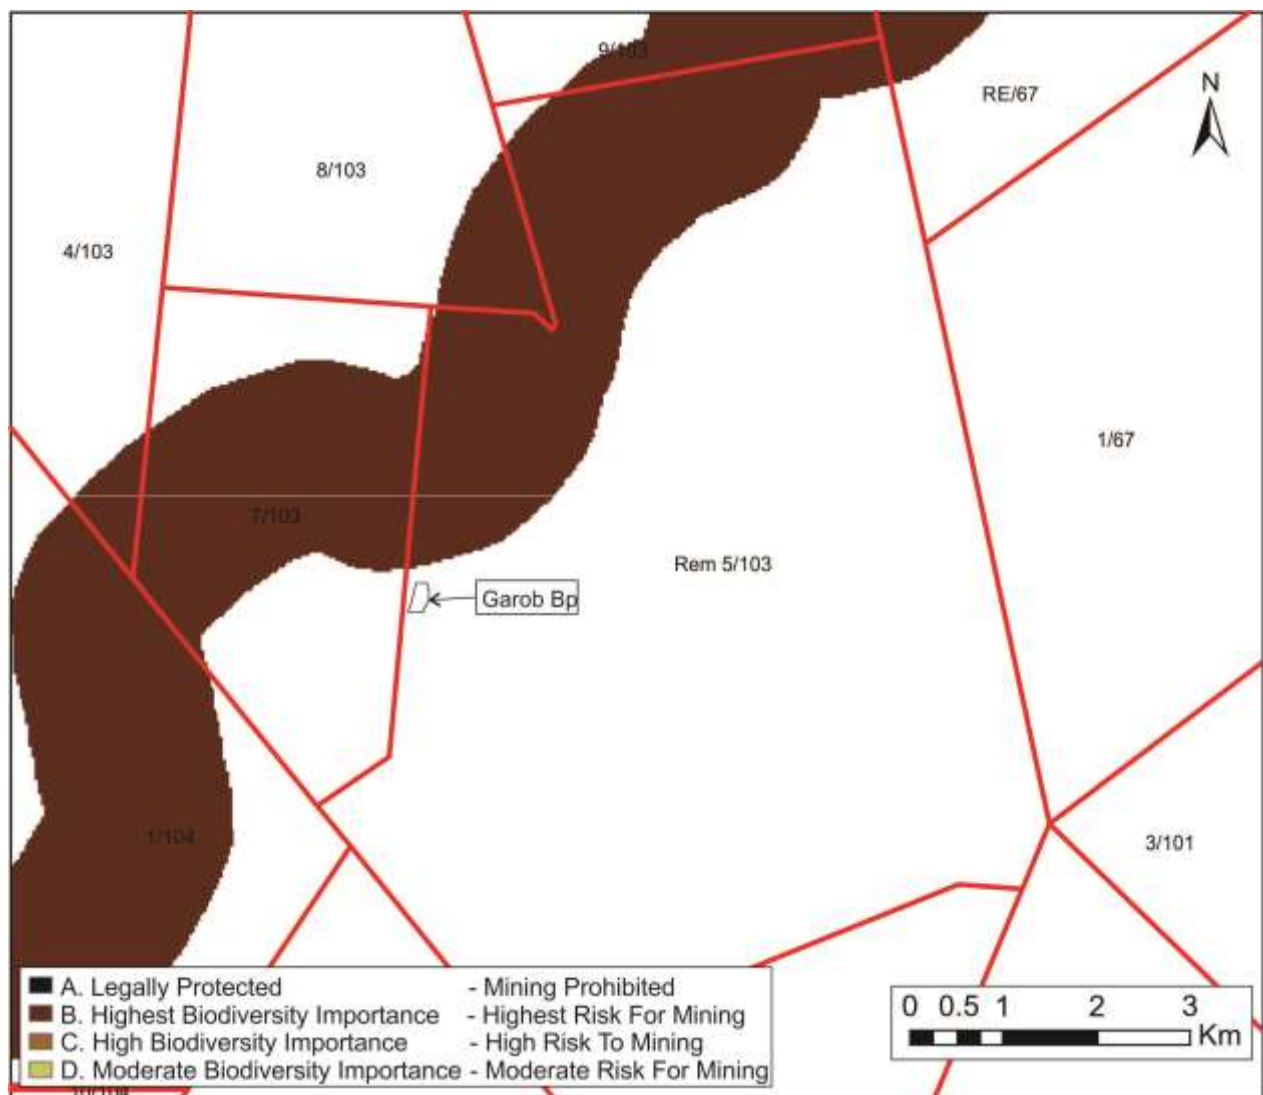 9/103
RE/67
N
8/103
4/103
1/67
7/103
Rem 5/103
Garob Bp
1/104
3/101
A. Legally Protected - Mining Prohibited
B. Highest Biodiversity Importance - Highest Risk For Mining
C. High Biodiversity Importance - High Risk To Mining
D. Moderate Biodiversity Importance - Moderate Risk For Mining
0 0.5 1 2 3
Km